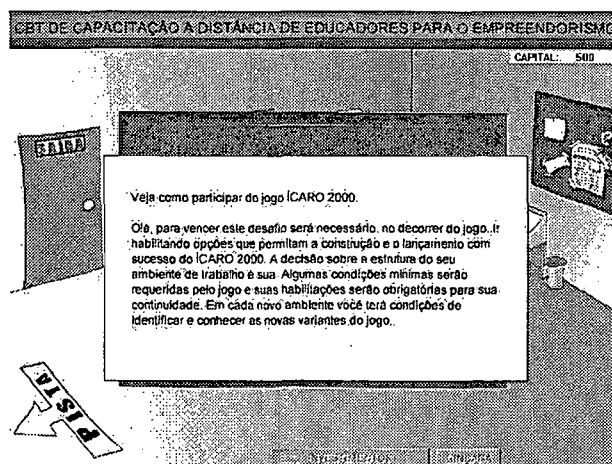 CBT DE CAPACITAÇÃO A DISTÂNCIA DE EDUCADORES PARA O EMPREENDORISMO
CAPITAL: 500
SAIDA
Veja como participar do jogo ÍCARO 2000.
Olá, para vencer este desafio será necessário, no decorrer do jogo, ir
habilitando opções que permitam a construção e o lançamento com
sucesso do ÍCARO 2000. A decisão sobre a estrutura do seu
ambiente de trabalho é sua. Algumas condições mínimas serão
requeridas pelo jogo e suas habilitações serão obrigatórias para sua
continuidade. Em cada novo ambiente você terá condições de
identificar e conhecer as novas variantes do jogo.
PISTA